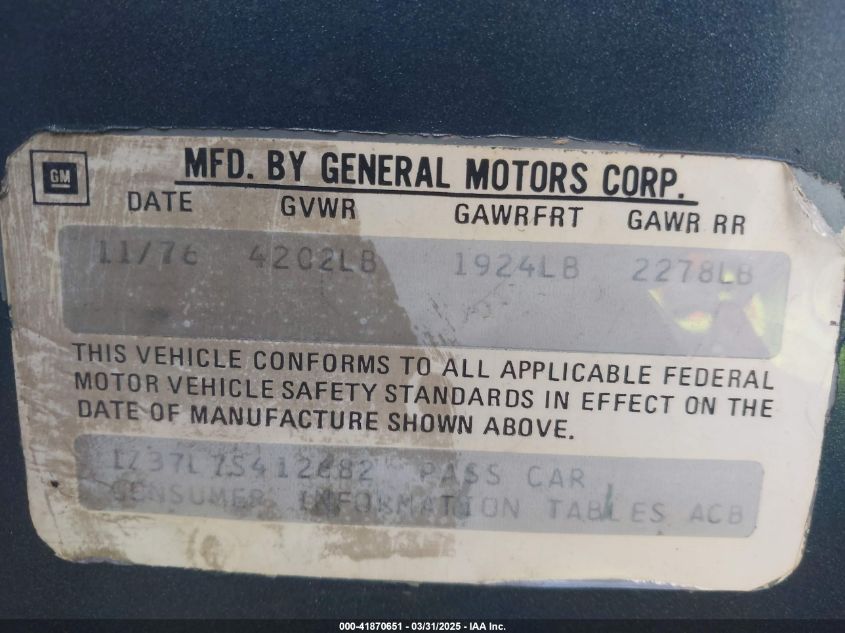 GM
MFD. BY GENERAL MOTORS CORP.
DATE GVWR GAWRFRT GAWR RR
11/76 4202LB 1924LB 2278LB
THIS VEHICLE CONFORMS TO ALL APPLICABLE FEDERAL
MOTOR VEHICLE SAFETY STANDARDS IN EFFECT ON THE
DATE OF MANUFACTURE SHOWN ABOVE.
PASS CAR
CONSUMER INFORMATION TABLES ACB
000-41870651 - 03/31/2025 - IAA Inc.